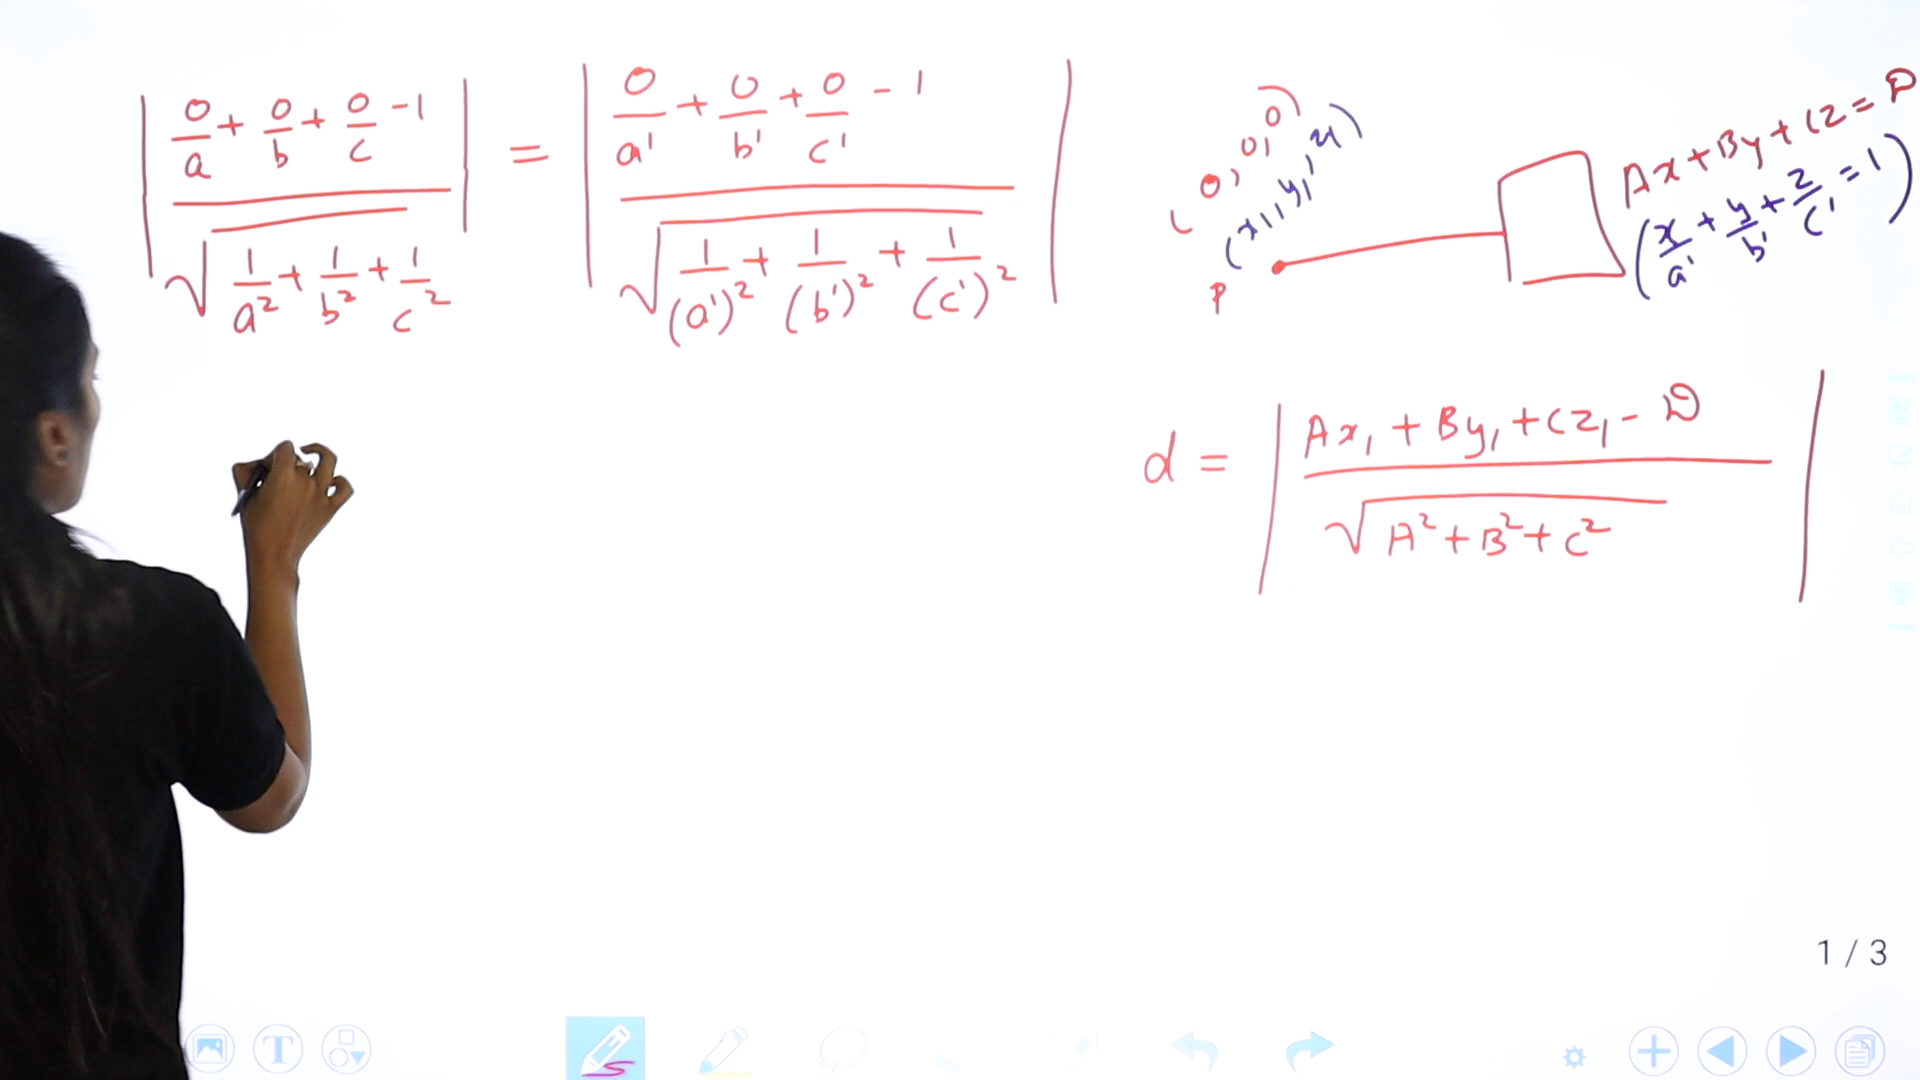 | (0/a + 0/b + 0/c - 1) / √(1/a² + 1/b² + 1/c²) | = | (0/a' + 0/b' + 0/c' - 1) / √(1/(a')² + 1/(b')² + 1/(c')²) |
(0, 0, 0)
(x₁, y₁, z₁)
P
Ax + By + Cz = D
(x/a' + y/b' + z/c' = 1)
d = | (Ax₁ + By₁ + Cz₁ - D) / √(A² + B² + C²) |
1 / 3
T